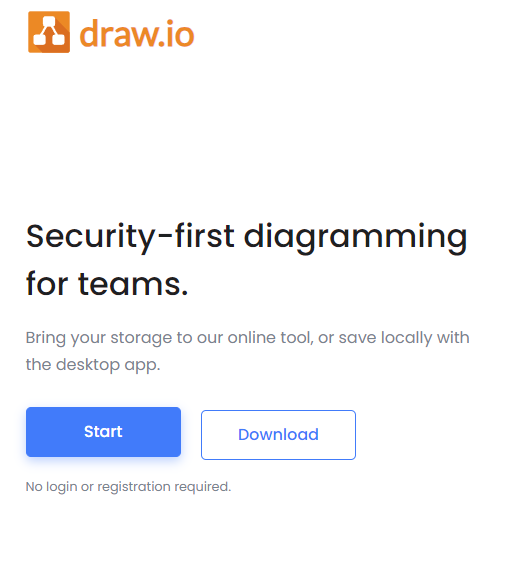 draw.io
Security-first diagramming
for teams.
Bring your storage to our online tool, or save locally with
the desktop app.
Start
Download
No login or registration required.